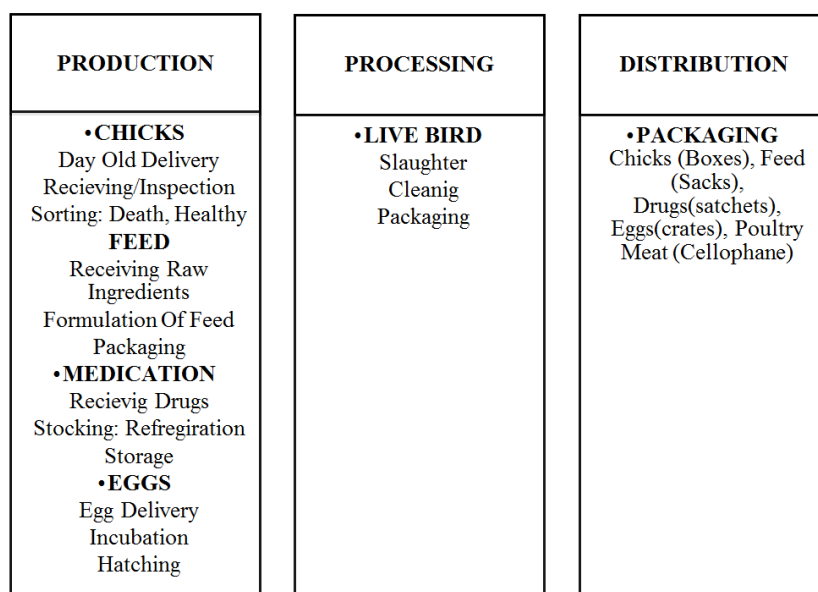 PRODUCTION
•CHICKS
Day Old Delivery
Recieving/Inspection
Sorting: Death, Healthy
FEED
Receiving Raw
Ingredients
Formulation Of Feed
Packaging
•MEDICATION
Recievig Drugs
Stocking: Refregiration
Storage
•EGGS
Egg Delivery
Incubation
Hatching
PROCESSING
•LIVE BIRD
Slaughter
Cleanig
Packaging
DISTRIBUTION
•PACKAGING
Chicks (Boxes), Feed
(Sacks),
Drugs(satchets),
Eggs(crates), Poultry
Meat (Cellophane)